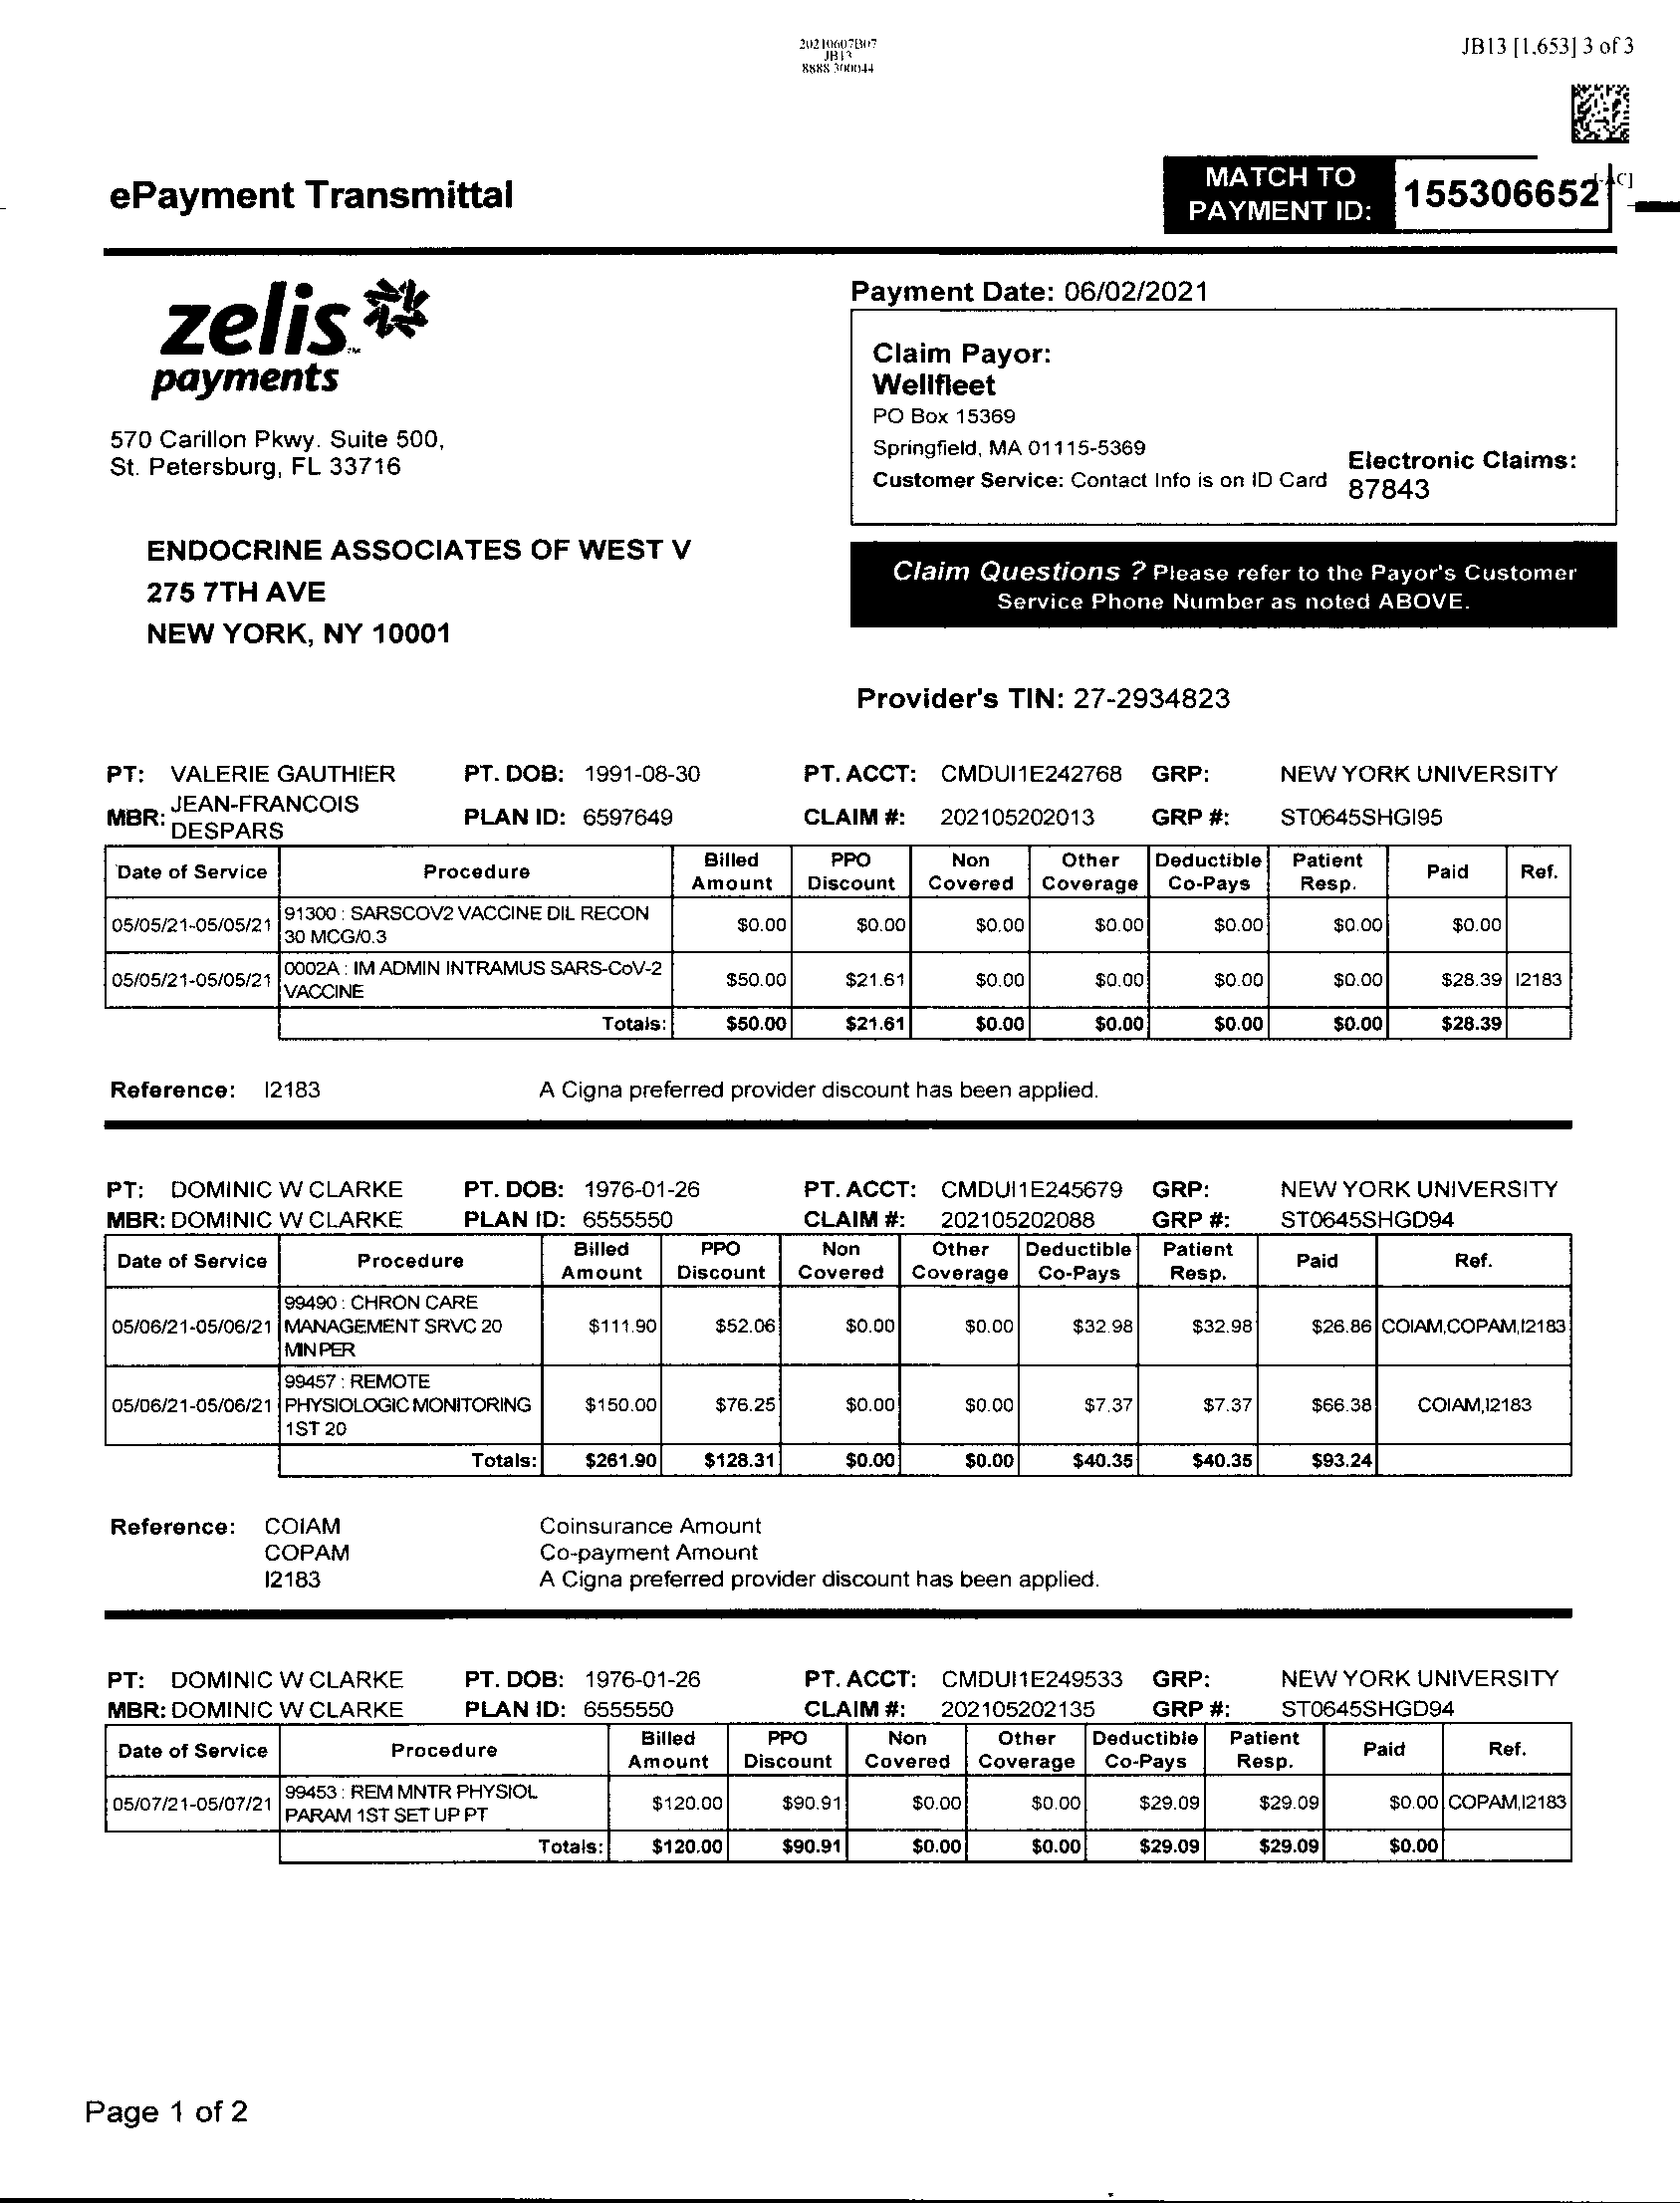 20210607B07
JB13
8888 300044
JB13 [1,653] 3 of 3
ePayment Transmittal
MATCH TO
PAYMENT ID:
155306652
zelis™
payments
570 Carillon Pkwy. Suite 500,
St. Petersburg, FL 33716
Payment Date: 06/02/2021
Claim Payor:
Wellfleet
PO Box 15369
Springfield, MA 01115-5369
Customer Service: Contact Info is on ID Card
Electronic Claims:
87843
ENDOCRINE ASSOCIATES OF WEST V
275 7TH AVE
NEW YORK, NY 10001
Claim Questions ? Please refer to the Payor's Customer
Service Phone Number as noted ABOVE.
Provider's TIN: 27-2934823
PT: VALERIE GAUTHIER PT. DOB: 1991-08-30 PT. ACCT: CMDUI1E242768 GRP: NEW YORK UNIVERSITY
MBR: JEAN-FRANCOIS DESPARS PLAN ID: 6597649 CLAIM #: 202105202013 GRP #: ST0645SHGI95
Date of Service Procedure Billed Amount PPO Discount Non Covered Other Coverage Deductible Co-Pays Patient Resp. Paid Ref.
05/05/21-05/05/21 91300 : SARSCOV2 VACCINE DIL RECON 30 MCG/0.3 $0.00 $0.00 $0.00 $0.00 $0.00 $0.00 $0.00
05/05/21-05/05/21 0002A : IM ADMIN INTRAMUS SARS-CoV-2 VACCINE $50.00 $21.61 $0.00 $0.00 $0.00 $0.00 $28.39 I2183
Totals: $50.00 $21.61 $0.00 $0.00 $0.00 $0.00 $28.39
Reference: I2183 A Cigna preferred provider discount has been applied.
PT: DOMINIC W CLARKE PT. DOB: 1976-01-26 PT. ACCT: CMDUI1E245679 GRP: NEW YORK UNIVERSITY
MBR: DOMINIC W CLARKE PLAN ID: 6555550 CLAIM #: 202105202088 GRP #: ST0645SHGD94
Date of Service Procedure Billed Amount PPO Discount Non Covered Other Coverage Deductible Co-Pays Patient Resp. Paid Ref.
05/06/21-05/06/21 99490 : CHRON CARE MANAGEMENT SRVC 20 MIN PER $111.90 $52.06 $0.00 $0.00 $32.98 $32.98 $26.86 COIAM,COPAM,I2183
05/06/21-05/06/21 99457 : REMOTE PHYSIOLOGIC MONITORING 1ST 20 $150.00 $76.25 $0.00 $0.00 $7.37 $7.37 $66.38 COIAM,I2183
Totals: $261.90 $128.31 $0.00 $0.00 $40.35 $40.35 $93.24
Reference: COIAM Coinsurance Amount
COPAM Co-payment Amount
I2183 A Cigna preferred provider discount has been applied.
PT: DOMINIC W CLARKE PT. DOB: 1976-01-26 PT. ACCT: CMDUI1E249533 GRP: NEW YORK UNIVERSITY
MBR: DOMINIC W CLARKE PLAN ID: 6555550 CLAIM #: 202105202135 GRP #: ST0645SHGD94
Date of Service Procedure Billed Amount PPO Discount Non Covered Other Coverage Deductible Co-Pays Patient Resp. Paid Ref.
05/07/21-05/07/21 99453 : REM MNTR PHYSIOL PARAM 1ST SET UP PT $120.00 $90.91 $0.00 $0.00 $29.09 $29.09 $0.00 COPAM,I2183
Totals: $120.00 $90.91 $0.00 $0.00 $29.09 $29.09 $0.00
Page 1 of 2